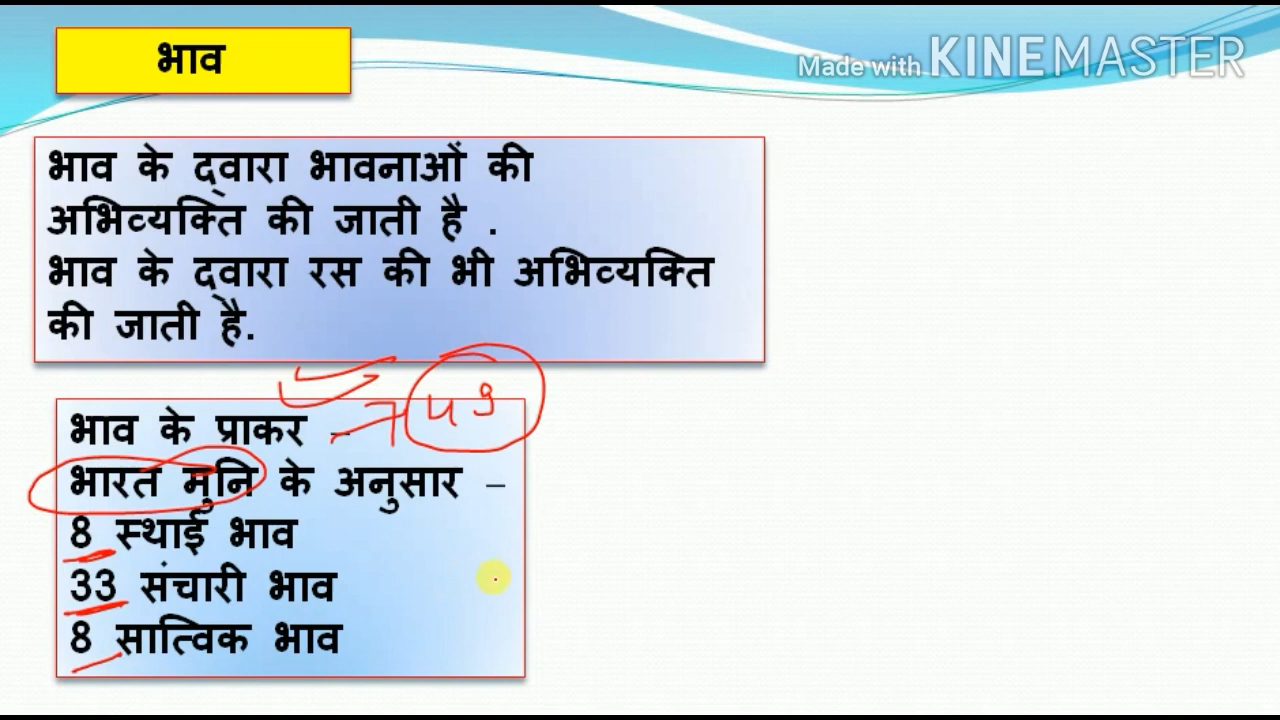 भाव
Made with KINEMASTER
भाव के द्वारा भावनाओं की
अभिव्यक्ति की जाती है .
भाव के द्वारा रस की भी अभिव्यक्ति
की जाती है.
भाव के प्राकर – 49
भारत मुनि के अनुसार –
8 स्थाई भाव
33 संचारी भाव
8 सात्विक भाव